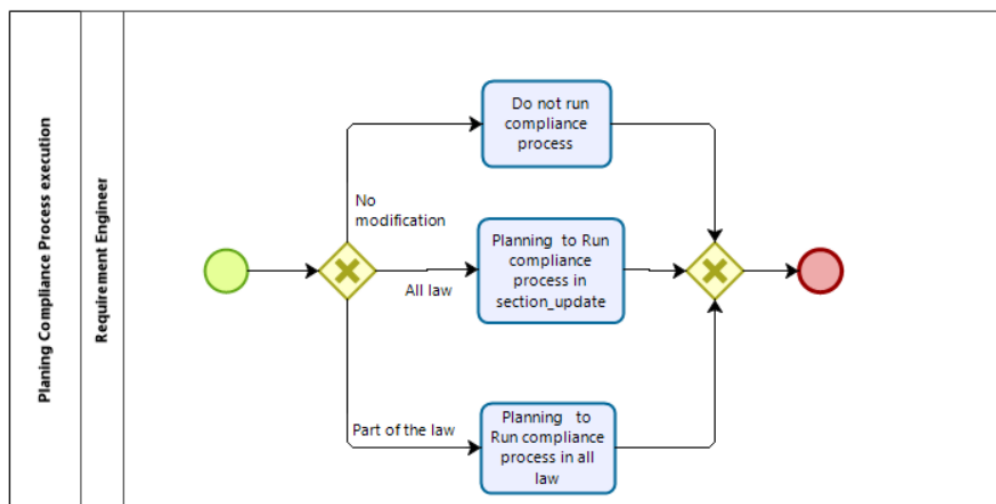 Planing Compliance Process execution
Requirement Engineer
Do not run
compliance
process
No
modification
Planning to Run
compliance
process in
section_update
All law
Part of the law
Planning to
Run compliance
process in all
law